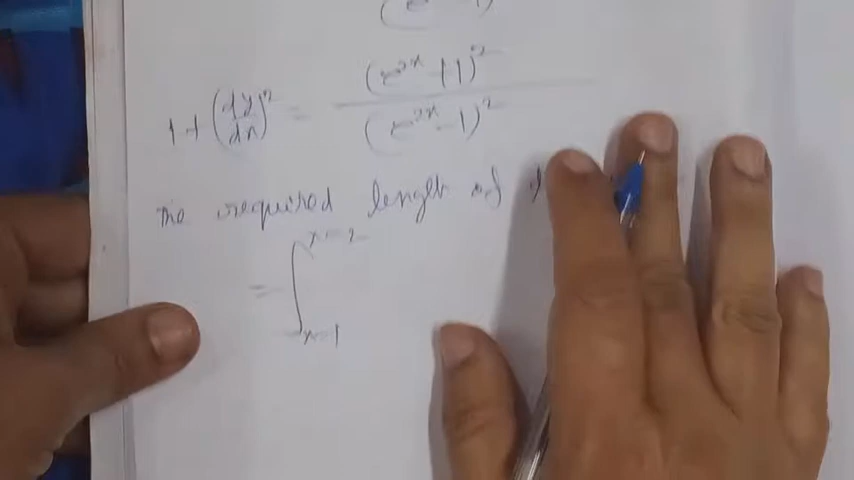 1+(dy/dx)² = (e^2x+1)² / (e^2x-1)²
The required length of
= ∫ x=1 x=2